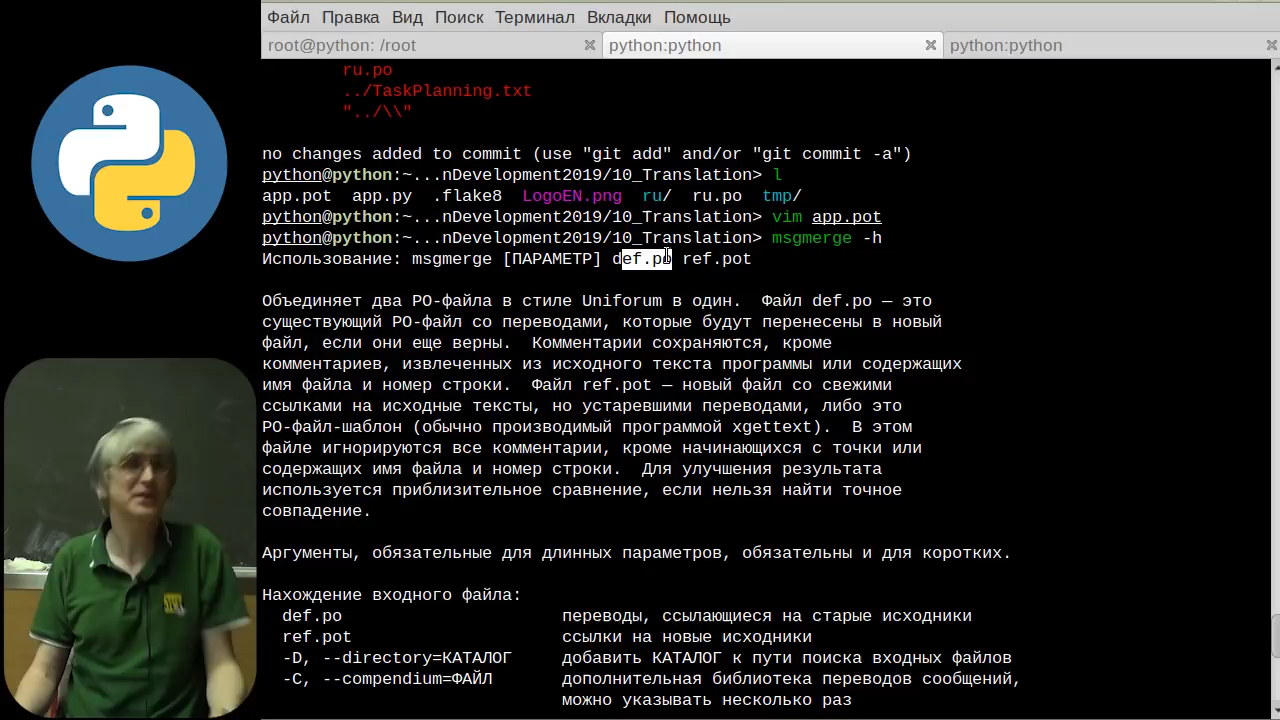 Файл Правка Вид Поиск Терминал Вкладки Помощь
root@python: /root
python:python
python:python
ru.po
../TaskPlanning.txt
"../\\"
no changes added to commit (use "git add" and/or "git commit -a")
python@python:~...nDevelopment2019/10_Translation> l
app.pot app.py .flake8 LogoEN.png ru/ ru.po tmp/
python@python:~...nDevelopment2019/10_Translation> vim app.pot
python@python:~...nDevelopment2019/10_Translation> msgmerge -h
Использование: msgmerge [ПАРАМЕТР] def.po ref.pot
Объединяет два PO-файла в стиле Uniforum в один. Файл def.po — это
существующий PO-файл со переводами, которые будут перенесены в новый
файл, если они еще верны. Комментарии сохраняются, кроме
комментариев, извлеченных из исходного текста программы или содержащих
имя файла и номер строки. Файл ref.pot — новый файл со свежими
ссылками на исходные тексты, но устаревшими переводами, либо это
PO-файл-шаблон (обычно производимый программой xgettext). В этом
файле игнорируются все комментарии, кроме начинающихся с точки или
содержащих имя файла и номер строки. Для улучшения результата
используется приблизительное сравнение, если нельзя найти точное
совпадение.
Аргументы, обязательные для длинных параметров, обязательны и для коротких.
Нахождение входного файла:
def.po переводы, ссылающиеся на старые исходники
ref.pot ссылки на новые исходники
-D, --directory=КАТАЛОГ добавить КАТАЛОГ к пути поиска входных файлов
-C, --compendium=ФАЙЛ дополнительная библиотека переводов сообщений,
можно указывать несколько раз